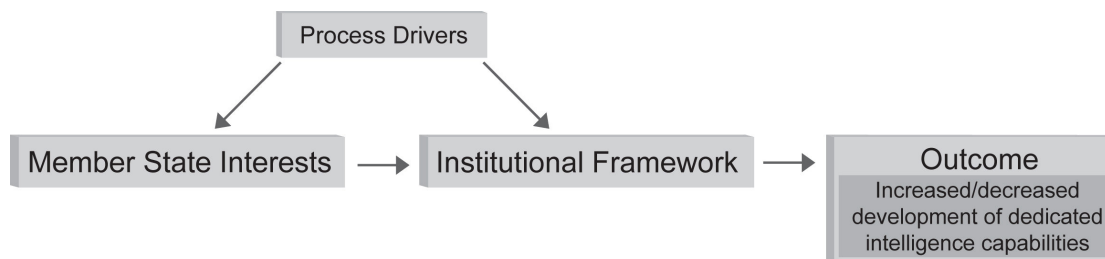 Process Drivers
Member State Interests
Institutional Framework
Outcome
Increased/decreased
development of dedicated
intelligence capabilities